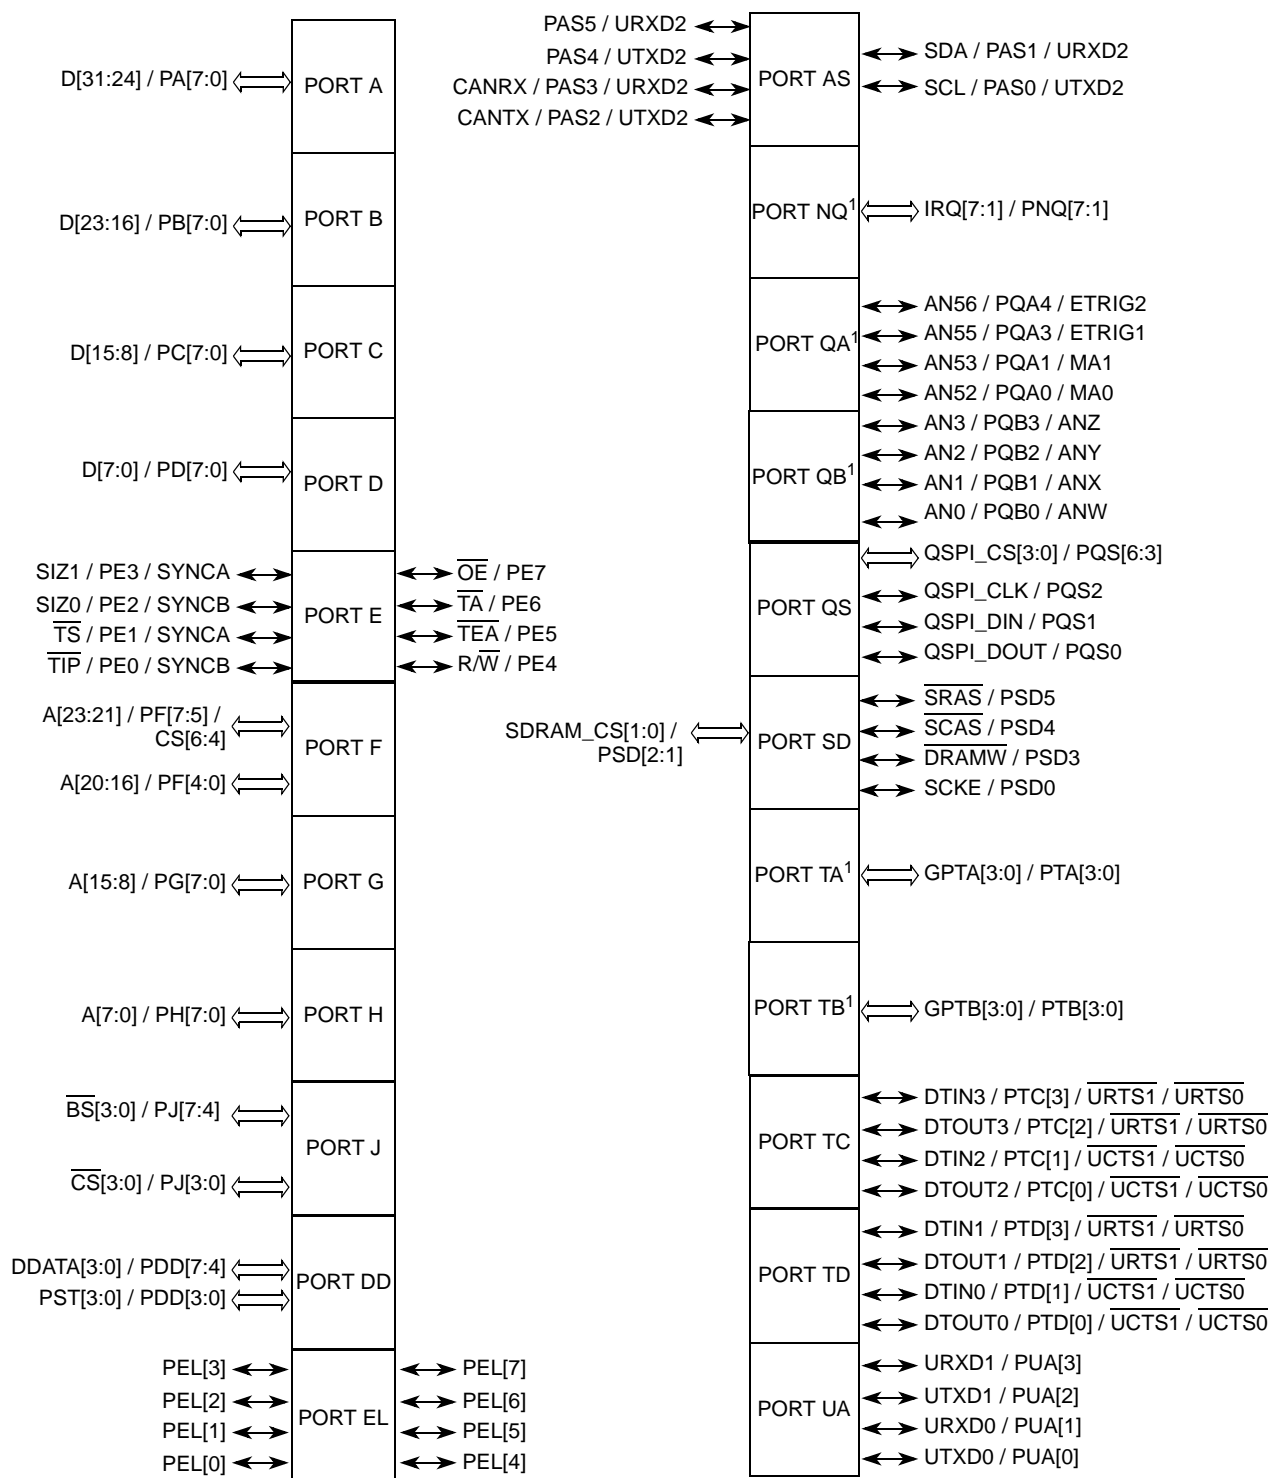 D[31:24] / PA[7:0]
PORT A
D[23:16] / PB[7:0]
PORT B
D[15:8] / PC[7:0]
PORT C
D[7:0] / PD[7:0]
PORT D
SIZ1 / PE3 / SYNCA
SIZ0 / PE2 / SYNCB
TS / PE1 / SYNCA
TIP / PE0 / SYNCB
PORT E
OE / PE7
TA / PE6
TEA / PE5
R/W / PE4
A[23:21] / PF[7:5] /
CS[6:4]
A[20:16] / PF[4:0]
PORT F
A[15:8] / PG[7:0]
PORT G
A[7:0] / PH[7:0]
PORT H
BS[3:0] / PJ[7:4]
CS[3:0] / PJ[3:0]
PORT J
DDATA[3:0] / PDD[7:4]
PST[3:0] / PDD[3:0]
PORT DD
PEL[3]
PEL[2]
PEL[1]
PEL[0]
PORT EL
PEL[7]
PEL[6]
PEL[5]
PEL[4]
PAS5 / URXD2
PAS4 / UTXD2
CANRX / PAS3 / URXD2
CANTX / PAS2 / UTXD2
PORT AS
SDA / PAS1 / URXD2
SCL / PAS0 / UTXD2
PORT NQ1
IRQ[7:1] / PNQ[7:1]
PORT QA1
AN56 / PQA4 / ETRIG2
AN55 / PQA3 / ETRIG1
AN53 / PQA1 / MA1
AN52 / PQA0 / MA0
PORT QB1
AN3 / PQB3 / ANZ
AN2 / PQB2 / ANY
AN1 / PQB1 / ANX
AN0 / PQB0 / ANW
PORT QS
QSPI_CS[3:0] / PQS[6:3]
QSPI_CLK / PQS2
QSPI_DIN / PQS1
QSPI_DOUT / PQS0
SDRAM_CS[1:0] /
PSD[2:1]
PORT SD
SRAS / PSD5
SCAS / PSD4
DRAMW / PSD3
SCKE / PSD0
PORT TA1
GPTA[3:0] / PTA[3:0]
PORT TB1
GPTB[3:0] / PTB[3:0]
PORT TC
DTIN3 / PTC[3] / URTS1 / URTS0
DTOUT3 / PTC[2] / URTS1 / URTS0
DTIN2 / PTC[1] / UCTS1 / UCTS0
DTOUT2 / PTC[0] / UCTS1 / UCTS0
PORT TD
DTIN1 / PTD[3] / URTS1 / URTS0
DTOUT1 / PTD[2] / URTS1 / URTS0
DTIN0 / PTD[1] / UCTS1 / UCTS0
DTOUT0 / PTD[0] / UCTS1 / UCTS0
PORT UA
URXD1 / PUA[3]
UTXD1 / PUA[2]
URXD0 / PUA[1]
UTXD0 / PUA[0]